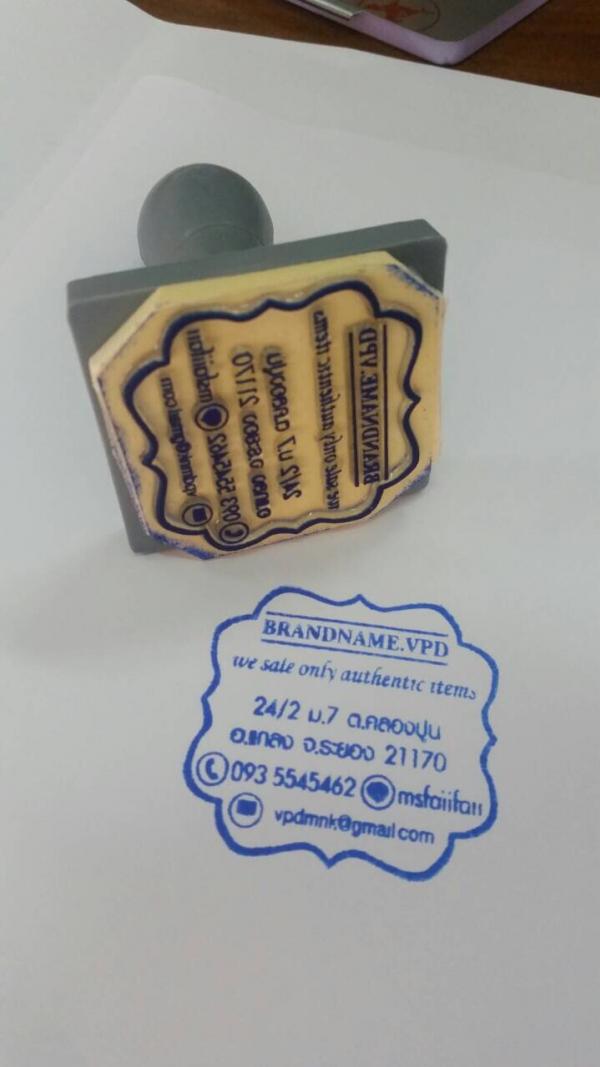 BRANDNAME.VPD
we sale only authentic items
24/2 ม.7 ต.คลองปูน
อ.แกลง จ.ระยอง 21170
093 5545462 msfaiifaii
vpdmnk@gmail.com